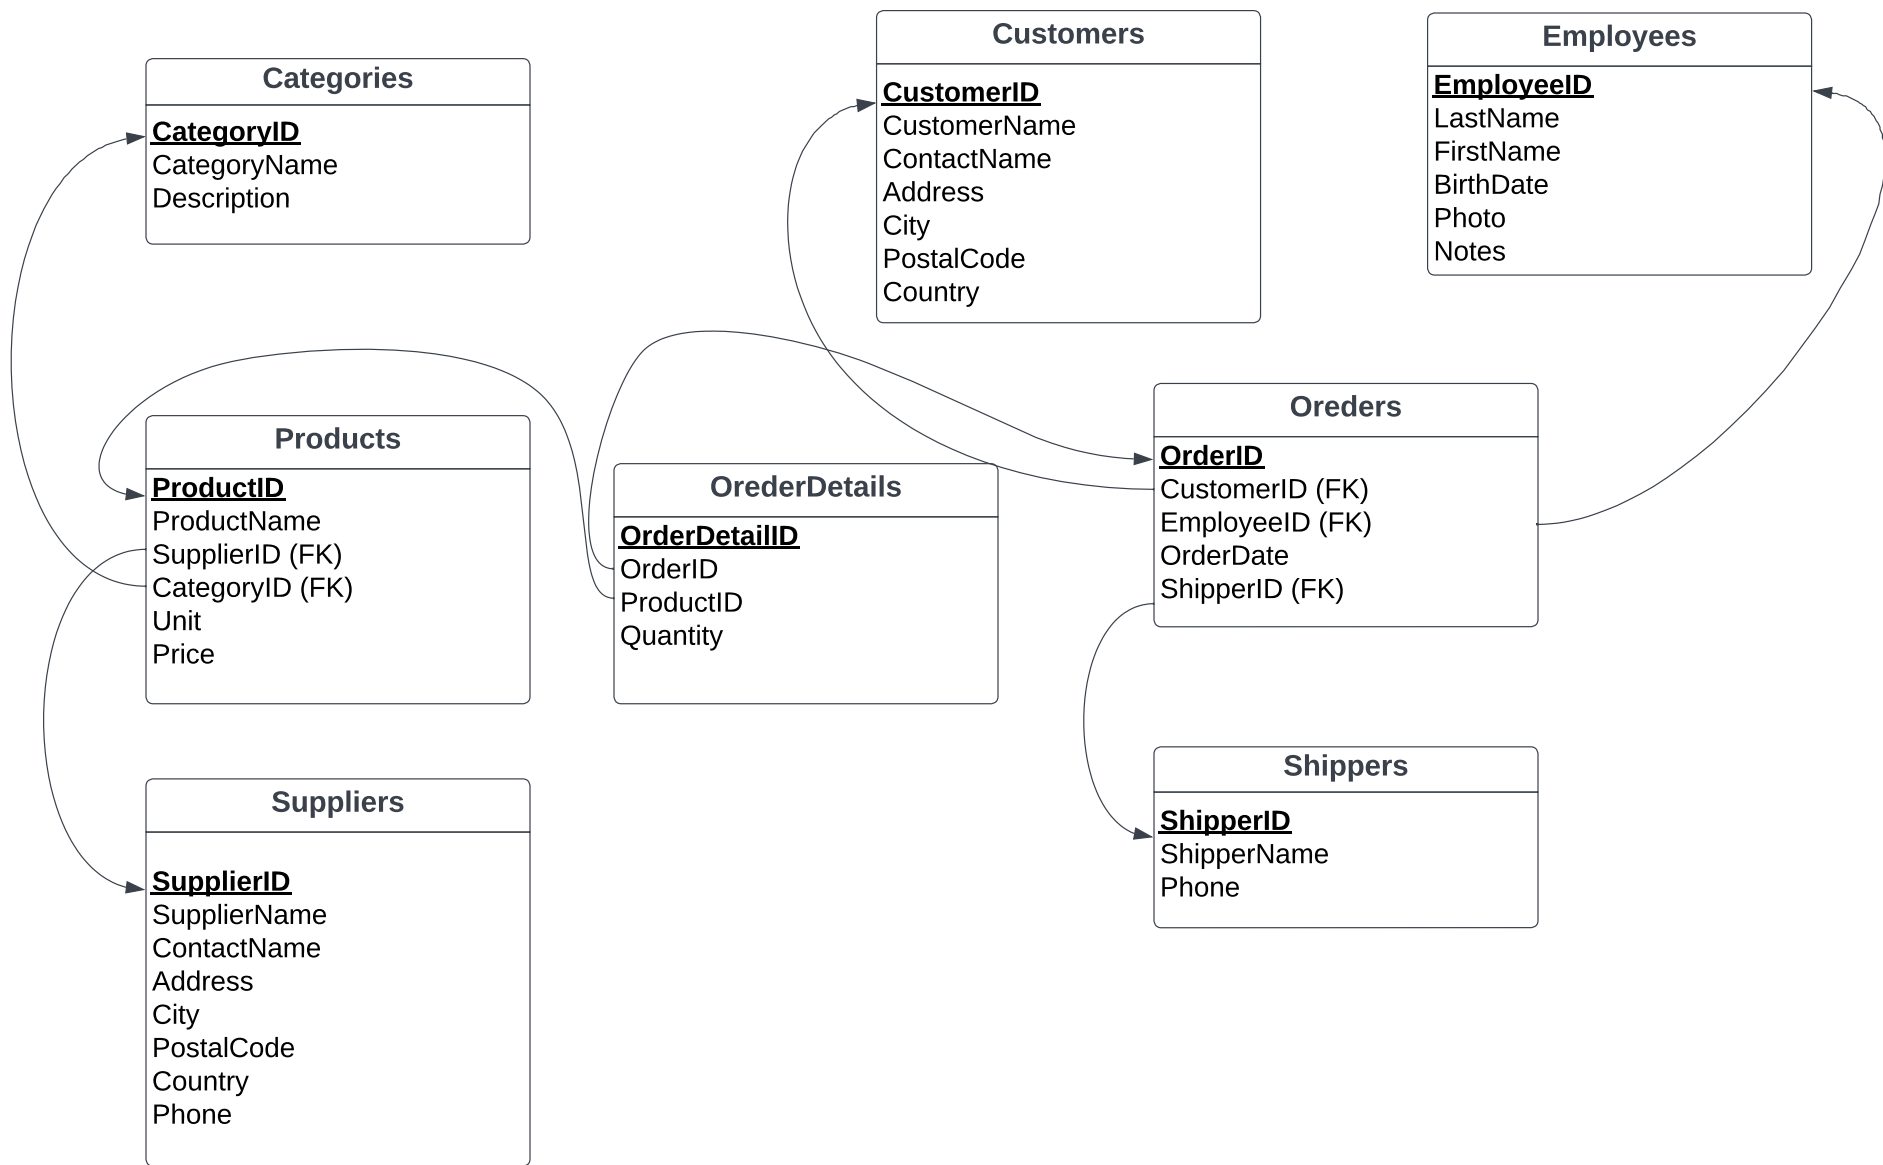 Categories
CategoryID
CategoryName
Description
Customers
CustomerID
CustomerName
ContactName
Address
City
PostalCode
Country
Employees
EmployeeID
LastName
FirstName
BirthDate
Photo
Notes
Products
ProductID
ProductName
SupplierID (FK)
CategoryID (FK)
Unit
Price
OrederDetails
OrderDetailID
OrderID
ProductID
Quantity
Oreders
OrderID
CustomerID (FK)
EmployeeID (FK)
OrderDate
ShipperID (FK)
Suppliers
SupplierID
SupplierName
ContactName
Address
City
PostalCode
Country
Phone
Shippers
ShipperID
ShipperName
Phone